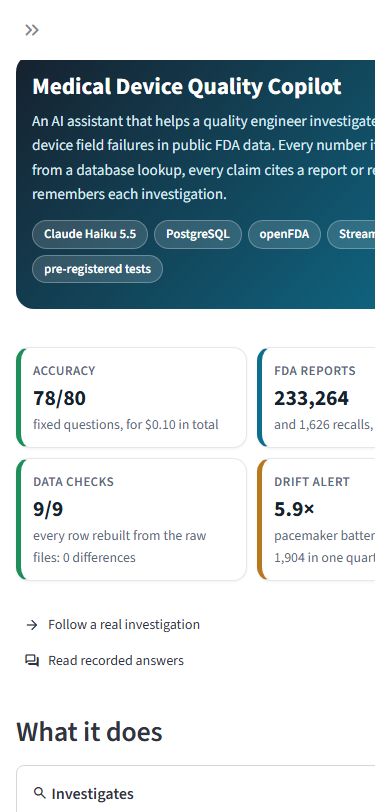 Medical Device Quality Copilot
An AI assistant that helps a quality engineer investigate
device field failures in public FDA data. Every number i
from a database lookup, every claim cites a report or re
remembers each investigation.
Claude Haiku 5.5 PostgreSQL openFDA Stream
pre-registered tests
ACCURACY FDA REPORTS
78/80 233,264
fixed questions, for $0.10 in total and 1,626 recalls,
DATA CHECKS DRIFT ALERT
9/9 5.9×
every row rebuilt from the raw pacemaker batter
files: 0 differences 1,904 in one quart
Follow a real investigation
Read recorded answers
What it does
Investigates